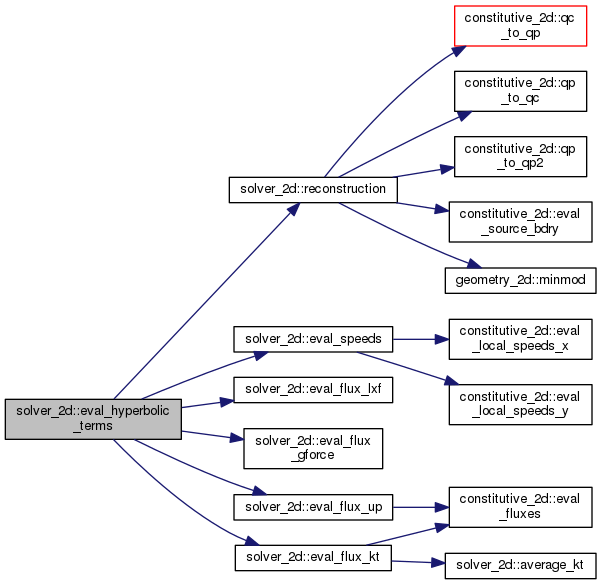 constitutive_2d::qc
_to_qp
constitutive_2d::qp
_to_qc
constitutive_2d::qp
_to_qp2
solver_2d::reconstruction
constitutive_2d::eval
_source_bdry
geometry_2d::minmod
solver_2d::eval_speeds
constitutive_2d::eval
_local_speeds_x
solver_2d::eval_flux_lxf
constitutive_2d::eval
_local_speeds_y
solver_2d::eval_hyperbolic
_terms
solver_2d::eval_flux
_gforce
solver_2d::eval_flux_up
constitutive_2d::eval
_fluxes
solver_2d::eval_flux_kt
solver_2d::average_kt